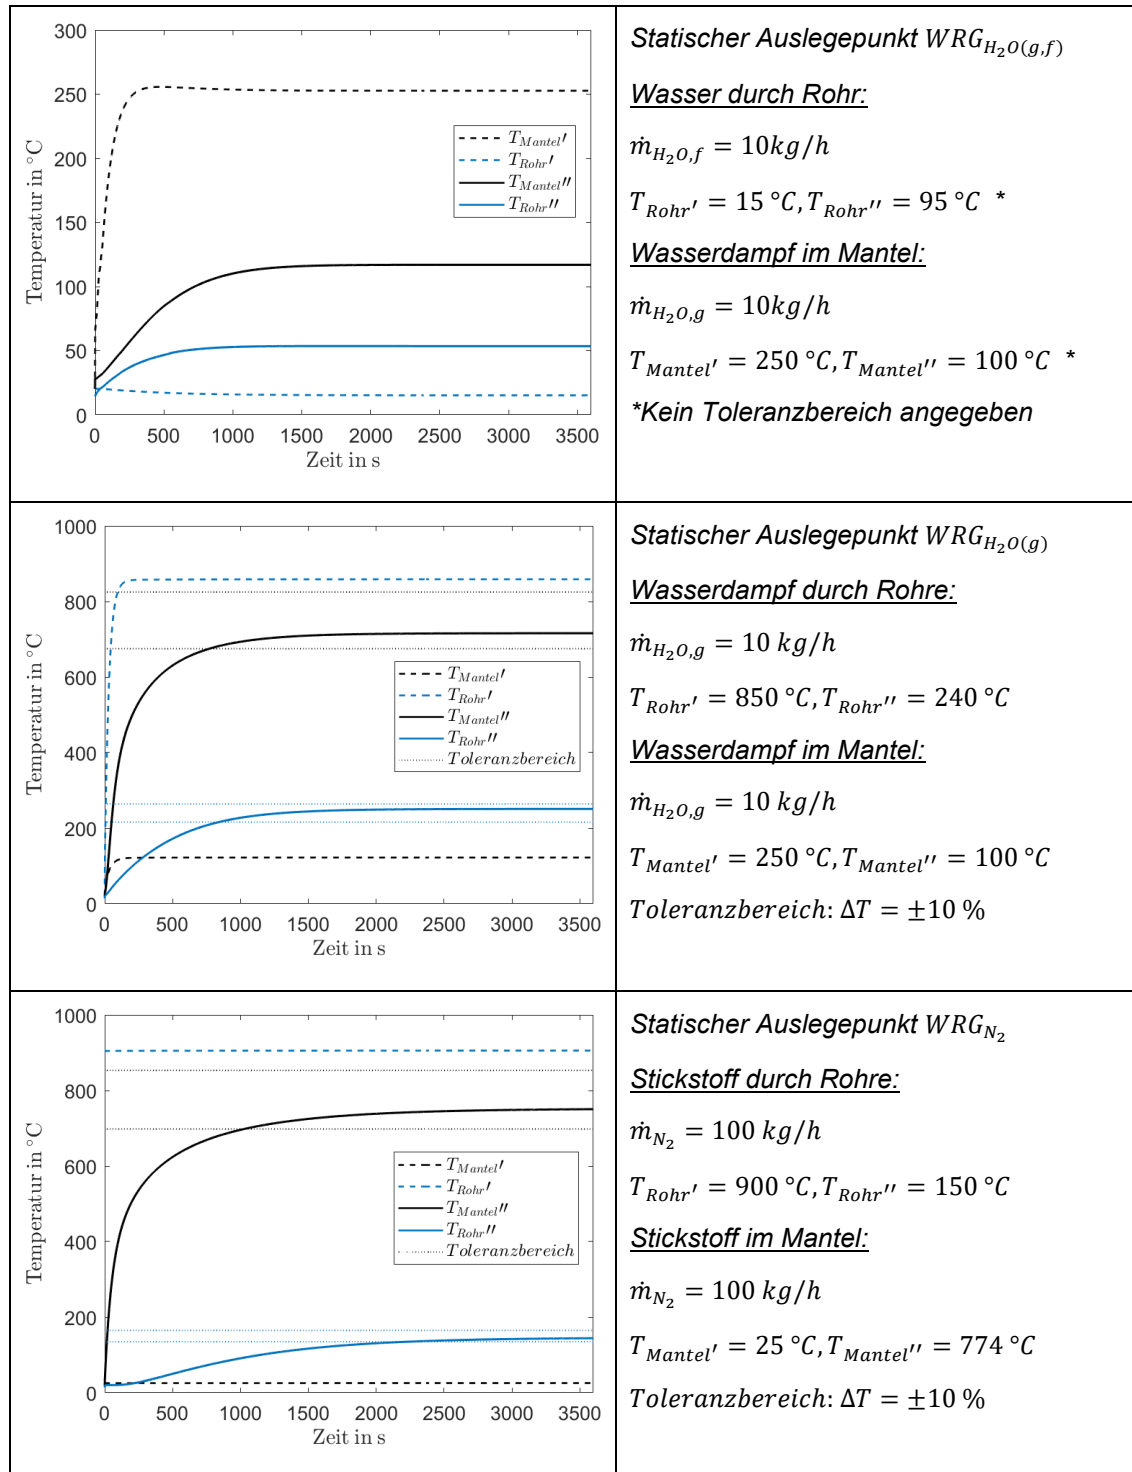 300
250
200
150
100
50
0
0 500 1000 1500 2000 2500 3000 3500
Temperatur in °C
Zeit in s
T_Mantel′
T_Rohr′
T_Mantel″
T_Rohr″
Statischer Auslegepunkt WRG_H₂O(g,f)
Wasser durch Rohr:
ṁ_H₂O,f = 10kg/h
T_Rohr′ = 15 °C, T_Rohr′′ = 95 °C *
Wasserdampf im Mantel:
ṁ_H₂O,g = 10kg/h
T_Mantel′ = 250 °C, T_Mantel′′ = 100 °C *
*Kein Toleranzbereich angegeben
1000
800
600
400
200
0
0 500 1000 1500 2000 2500 3000 3500
Temperatur in °C
Zeit in s
T_Mantel′
T_Rohr′
T_Mantel″
T_Rohr″
Toleranzbereich
Statischer Auslegepunkt WRG_H₂O(g)
Wasserdampf durch Rohre:
ṁ_H₂O,g = 10 kg/h
T_Rohr′ = 850 °C, T_Rohr′′ = 240 °C
Wasserdampf im Mantel:
ṁ_H₂O,g = 10 kg/h
T_Mantel′ = 250 °C, T_Mantel′′ = 100 °C
Toleranzbereich: ΔT = ±10 %
1000
800
600
400
200
0
0 500 1000 1500 2000 2500 3000 3500
Temperatur in °C
Zeit in s
T_Mantel′
T_Rohr′
T_Mantel″
T_Rohr″
Toleranzbereich
Statischer Auslegepunkt WRG_N₂
Stickstoff durch Rohre:
ṁ_N₂ = 100 kg/h
T_Rohr′ = 900 °C, T_Rohr′′ = 150 °C
Stickstoff im Mantel:
ṁ_N₂ = 100 kg/h
T_Mantel′ = 25 °C, T_Mantel′′ = 774 °C
Toleranzbereich: ΔT = ±10 %